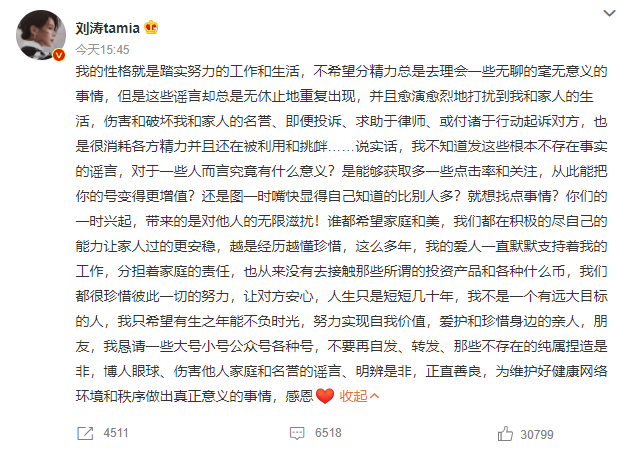 刘涛tamia
今天15:45
我的性格就是踏实努力的工作和生活，不希望分精力总是去理会一些无聊的毫无意义的
事情，但是这些谣言却总是无休止地重复出现，并且愈演愈烈地打扰到我和家人的生
活，伤害和破坏我和家人的名誉、即便投诉、求助于律师、或付诸于行动起诉对方，也
是很消耗各方精力并且还在被利用和挑衅……说实话，我不知道发这些根本不存在事实
的谣言，对于一些人而言究竟有什么意义？是能够获取多一些点击率和关注，从此能把
你的号变得更增值？还是图一时嘴快显得自己知道的比别人多？就想找点事情？你们的
一时兴起，带来的是对他人的无限滋扰！谁都希望家庭和美，我们都在积极的尽自己的
能力让家人过的更安稳，越是经历越懂珍惜，这么多年，我的爱人一直默默支持着我的
工作，分担着家庭的责任，也从来没有去接触那些所谓的投资产品和各种什么币，我们
都很珍惜彼此一切的努力，让对方安心，人生只是短短几十年，我不是一个有远大目标
的人，我只希望有生之年能不负时光，努力实现自我价值，爱护和珍惜身边的亲人，朋
友，我恳请一些大号小号公众号各种号，不要再自发、转发、那些不存在的纯属捏造是
非，博人眼球、伤害他人家庭和名誉的谣言、明辨是非，正直善良，为维护好健康网络
环境和秩序做出真正意义的事情，感恩❤️ 收起
4511 6518 30799